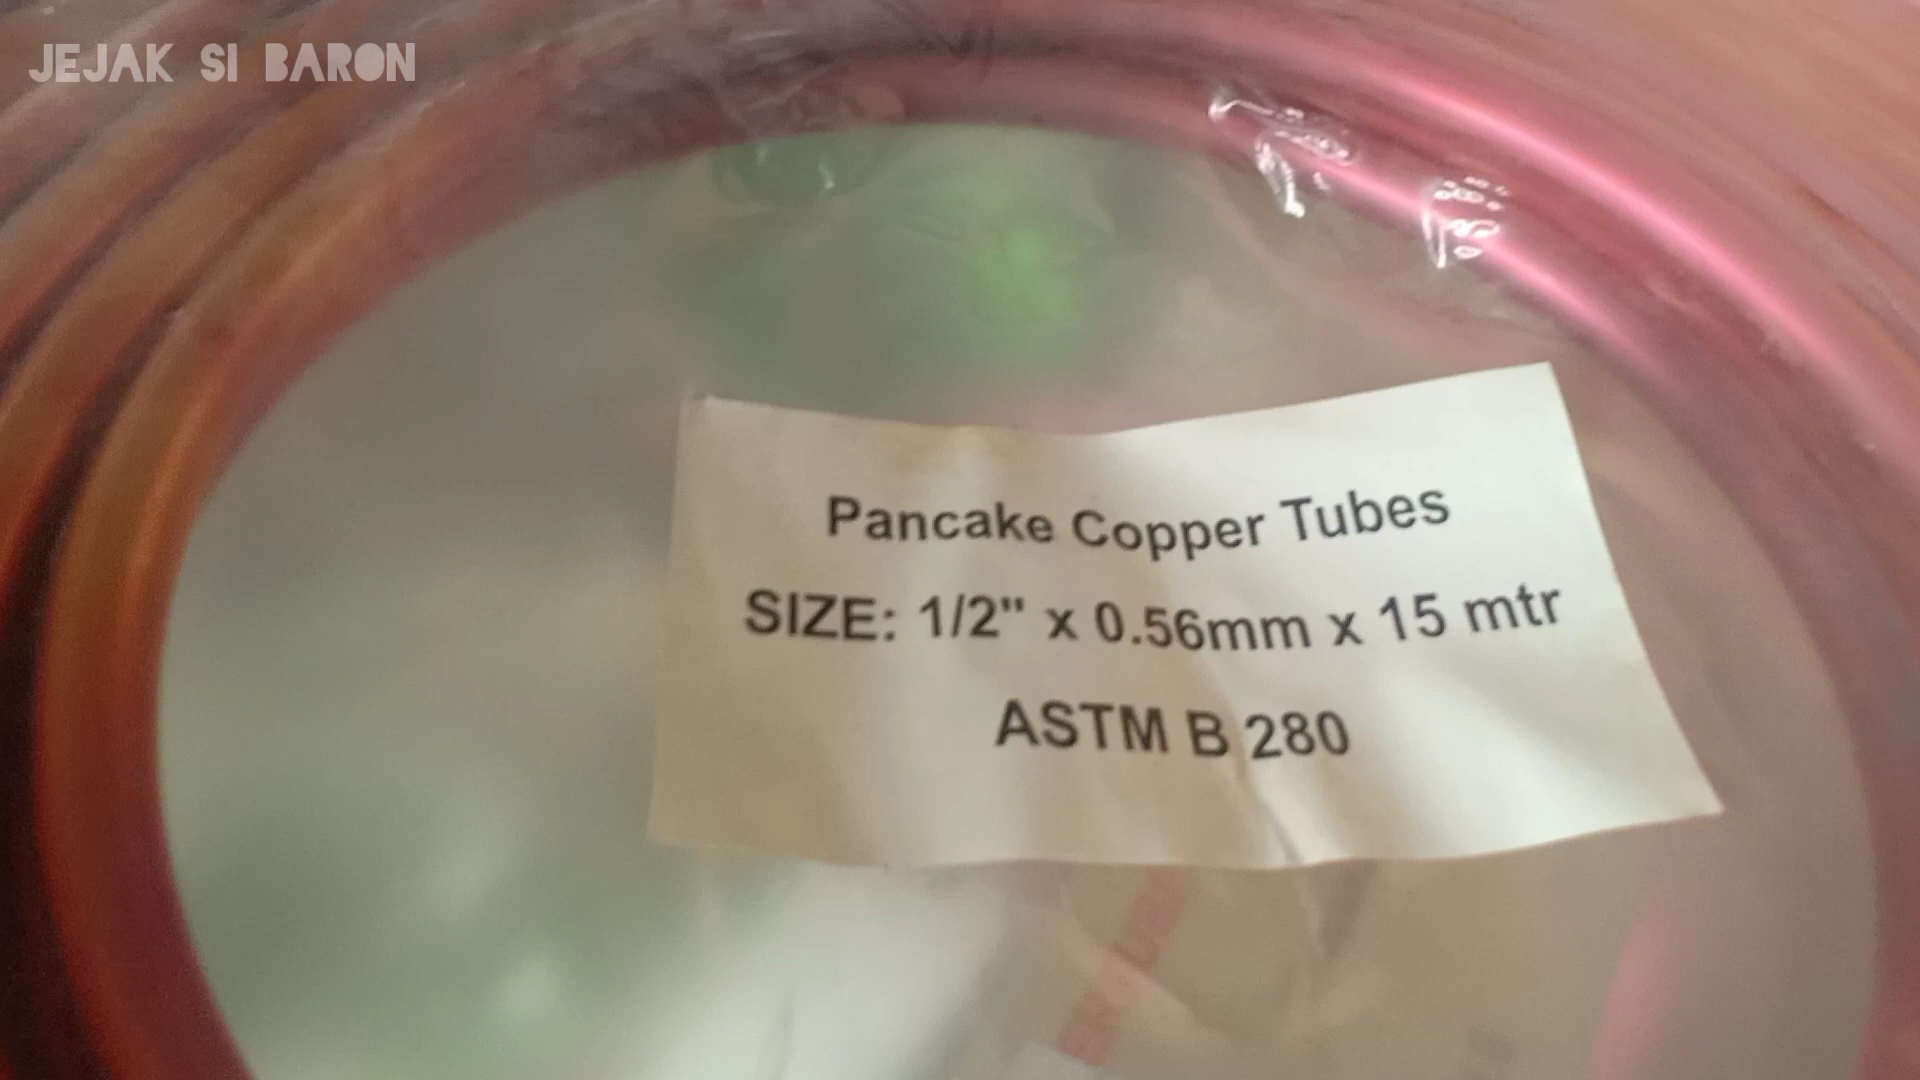 JEJAK SI BARON
Pancake Copper Tubes
SIZE: 1/2" x 0.56mm x 15 mtr
ASTM B 280